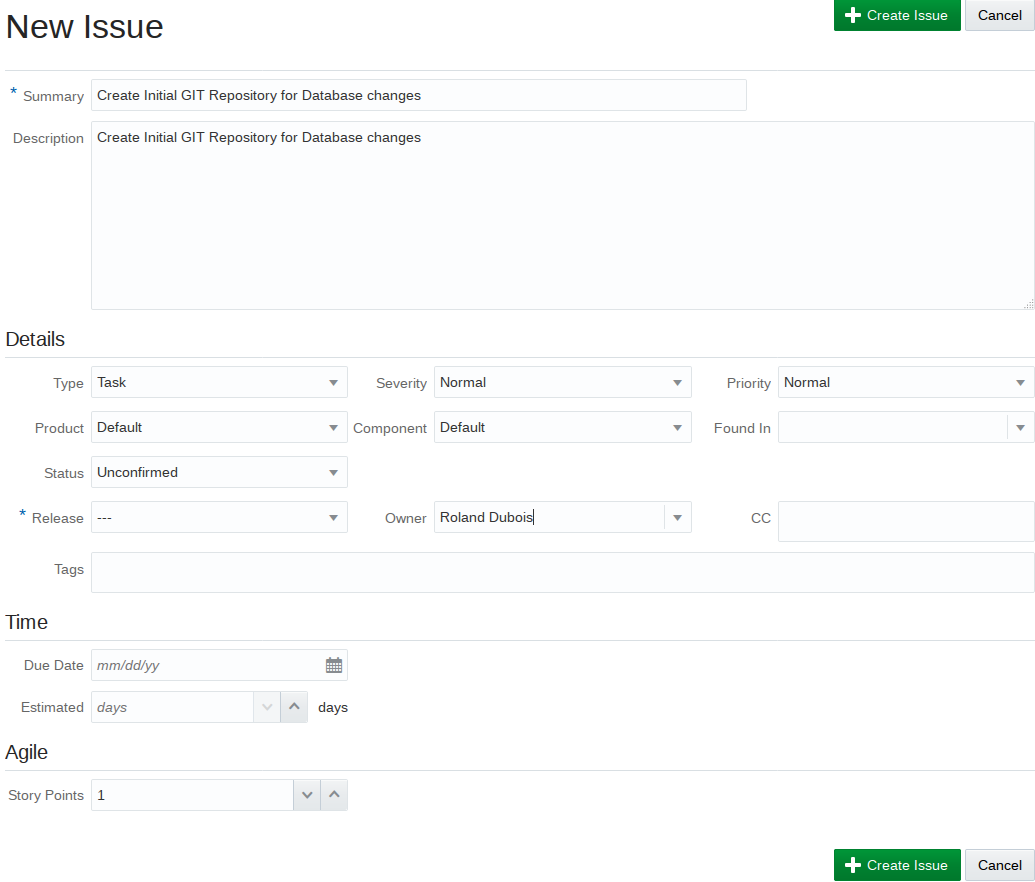 New Issue
Create Issue Cancel
* Summary Create Initial GIT Repository for Database changes
Description Create Initial GIT Repository for Database changes
Details
Type Task Severity Normal Priority Normal
Product Default Component Default Found In
Status Unconfirmed
* Release --- Owner Roland Dubois CC
Tags
Time
Due Date mm/dd/yy
Estimated days days
Agile
Story Points 1
Create Issue Cancel